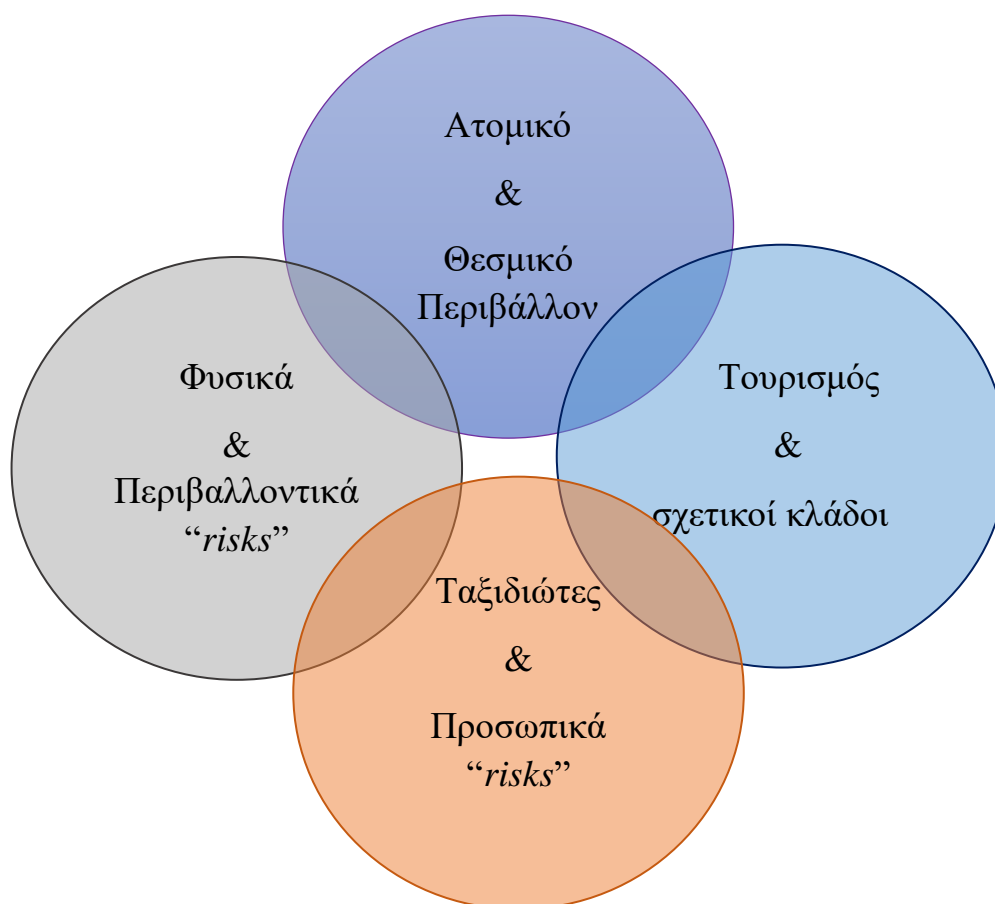 Ατομικό
&
Θεσμικό
Περιβάλλον
Φυσικά
&
Περιβαλλοντικά
“risks”
Τουρισμός
&
σχετικοί κλάδοι
Ταξιδιώτες
&
Προσωπικά
“risks”